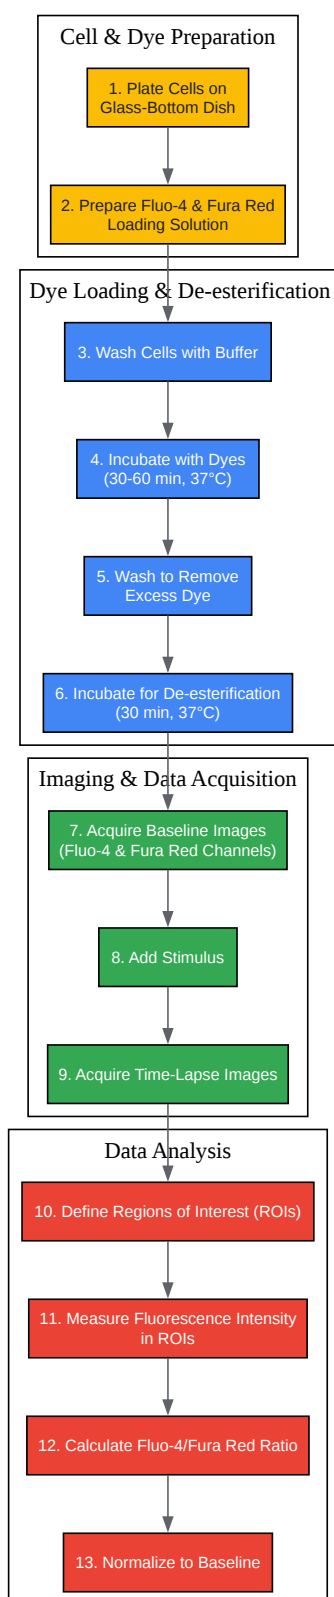 Cell & Dye Preparation
1. Plate Cells on
Glass-Bottom Dish
2. Prepare Fluo-4 & Fura Red
Loading Solution
Dye Loading & De-esterification
3. Wash Cells with Buffer
4. Incubate with Dyes
(30-60 min, 37°C)
5. Wash to Remove
Excess Dye
6. Incubate for De-esterification
(30 min, 37°C)
Imaging & Data Acquisition
7. Acquire Baseline Images
(Fluo-4 & Fura Red Channels)
8. Add Stimulus
9. Acquire Time-Lapse Images
Data Analysis
10. Define Regions of Interest (ROIs)
11. Measure Fluorescence Intensity
in ROIs
12. Calculate Fluo-4/Fura Red Ratio
13. Normalize to Baseline